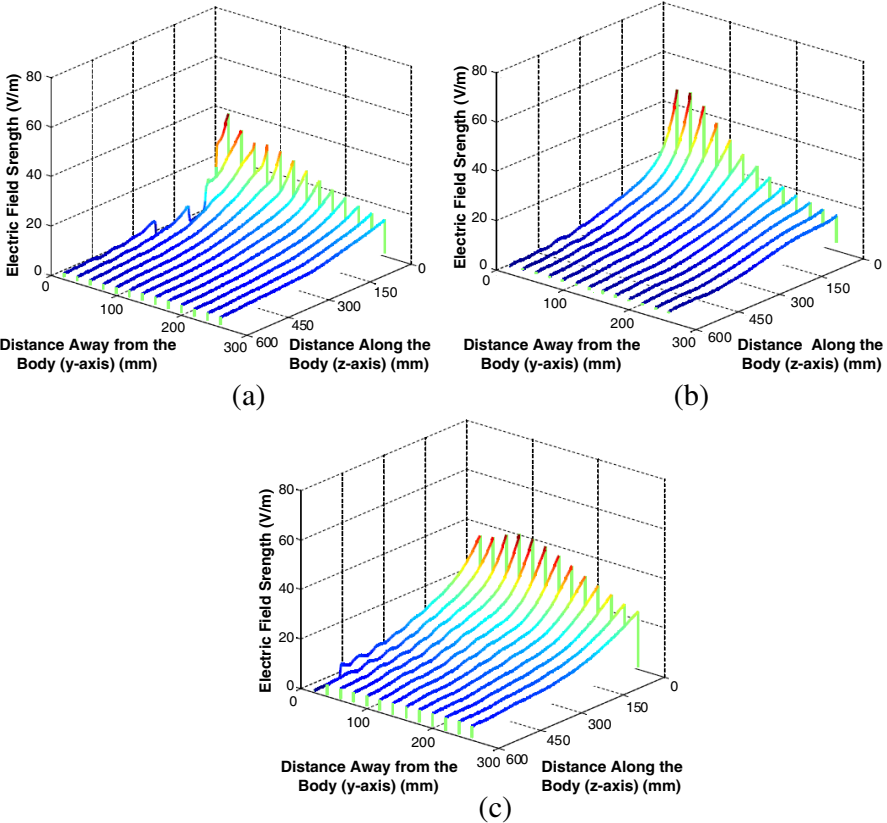 80
60
40
20
0
Electric Field Srength (V/m)
0
100
200
300
600
450
300
150
0
Distance Away from the
Body (y-axis) (mm)
Distance Along the
Body (z-axis) (mm)
(a)
80
60
40
20
0
Electric Field Srength (V/m)
0
100
200
300
600
450
300
150
0
Distance Away from the
Body (y-axis) (mm)
Distance Along the
Body (z-axis) (mm)
(b)
80
60
40
20
0
Electric Field Srength (V/m)
0
100
200
300
600
450
300
150
0
Distance Away from the
Body (y-axis) (mm)
Distance Along the
Body (z-axis) (mm)
(c)